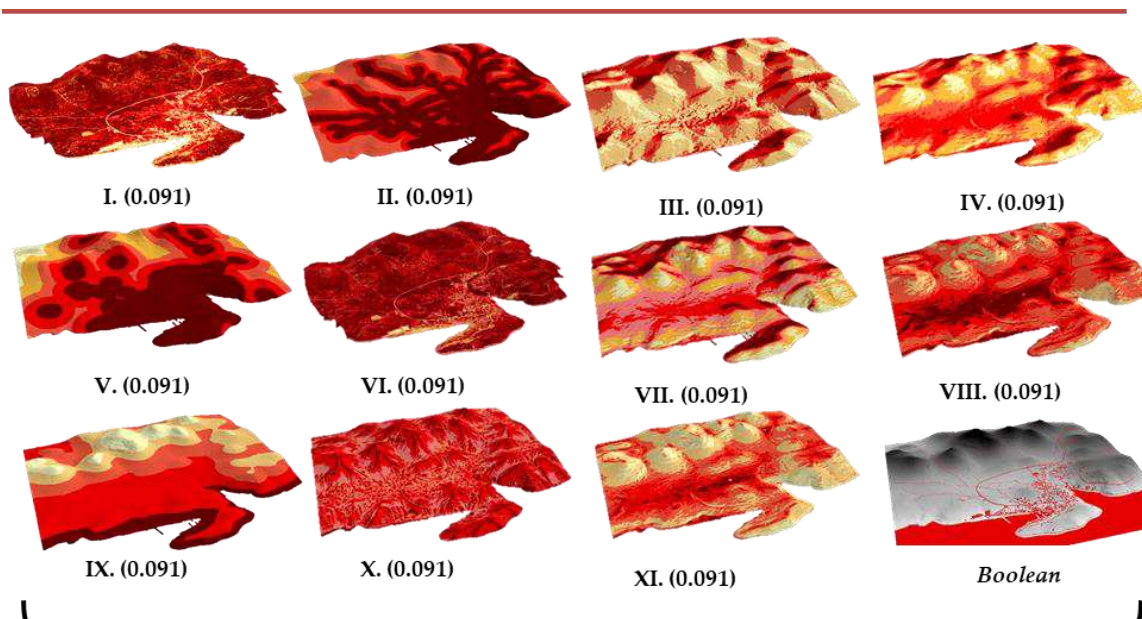 I. (0.091)
II. (0.091)
III. (0.091)
IV. (0.091)
V. (0.091)
VI. (0.091)
VII. (0.091)
VIII. (0.091)
IX. (0.091)
X. (0.091)
XI. (0.091)
Boolean